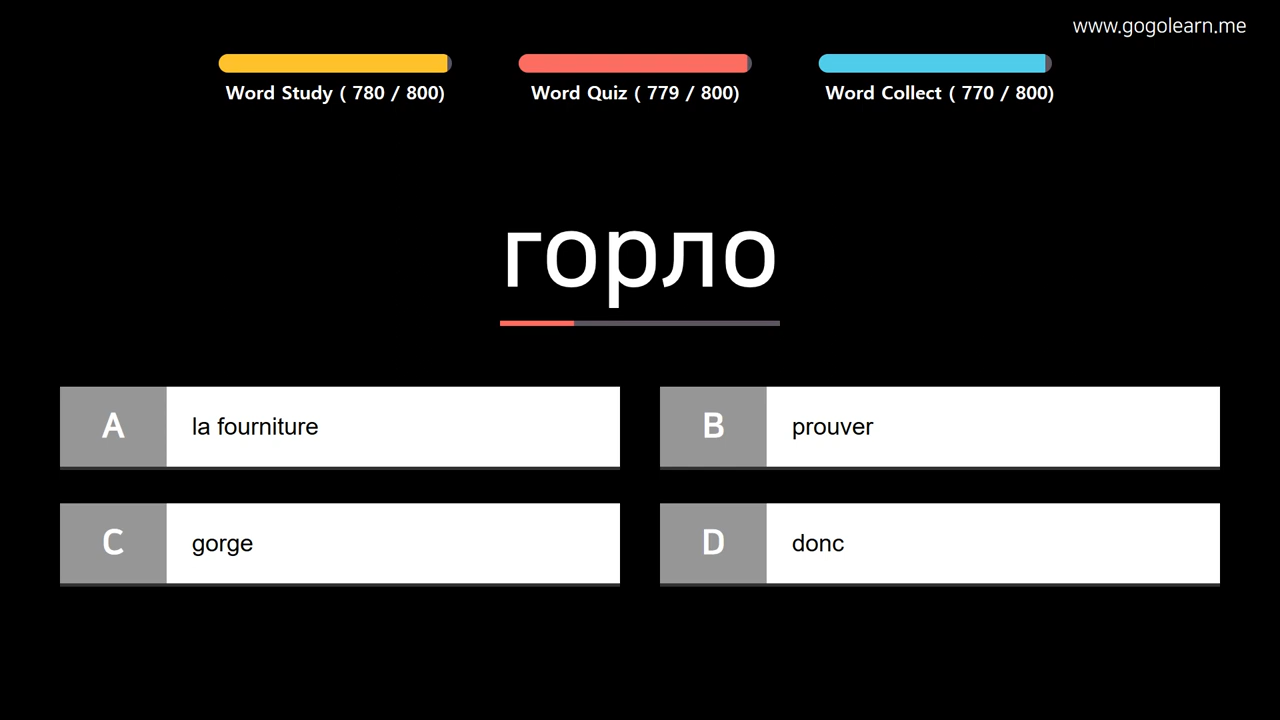 www.gogolearn.me
Word Study ( 780 / 800)
Word Quiz ( 779 / 800)
Word Collect ( 770 / 800)
горло
A
la fourniture
B
prouver
C
gorge
D
donc